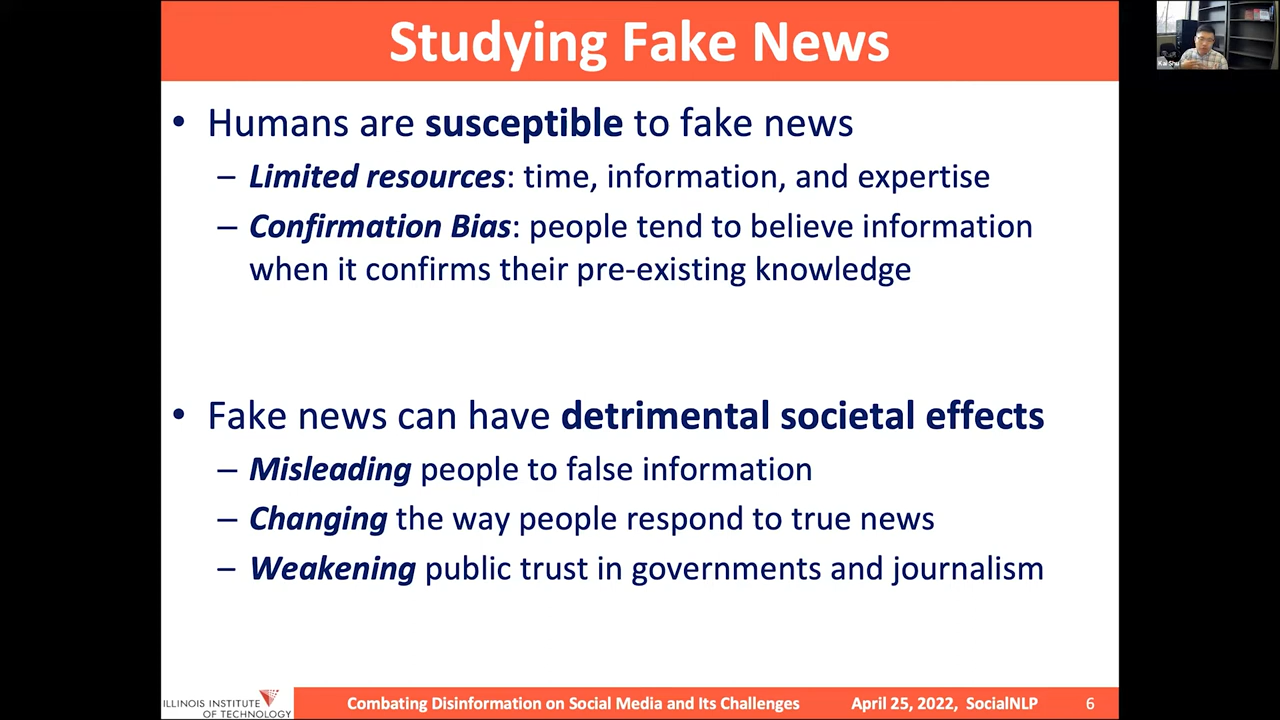 Studying Fake News
Kai Shu
• Humans are susceptible to fake news
– Limited resources: time, information, and expertise
– Confirmation Bias: people tend to believe information
when it confirms their pre-existing knowledge
• Fake news can have detrimental societal effects
– Misleading people to false information
– Changing the way people respond to true news
– Weakening public trust in governments and journalism
ILLINOIS INSTITUTE
OF TECHNOLOGY
Combating Disinformation on Social Media and Its Challenges
April 25, 2022, SocialNLP
6